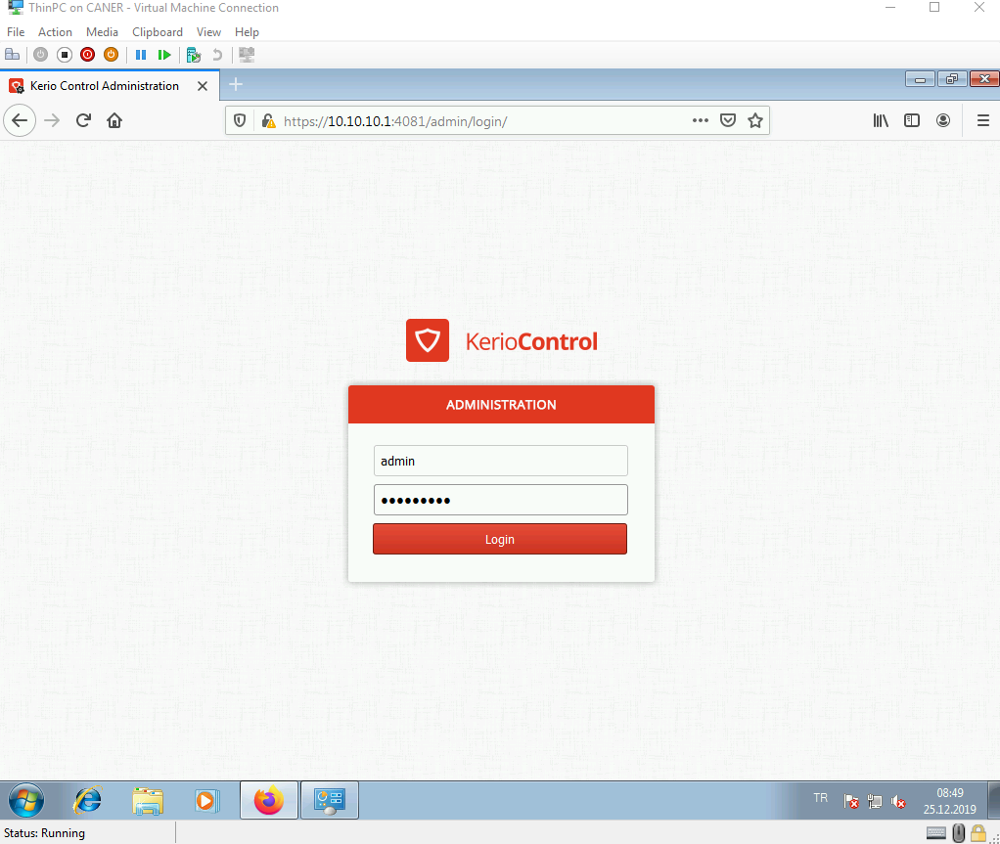 ThinPC on CANER - Virtual Machine Connection
File Action Media Clipboard View Help
Kerio Control Administration
https://10.10.10.1:4081/admin/login/
KerioControl
ADMINISTRATION
admin
•••••••••
Login
TR
08:49
25.12.2019
Status: Running